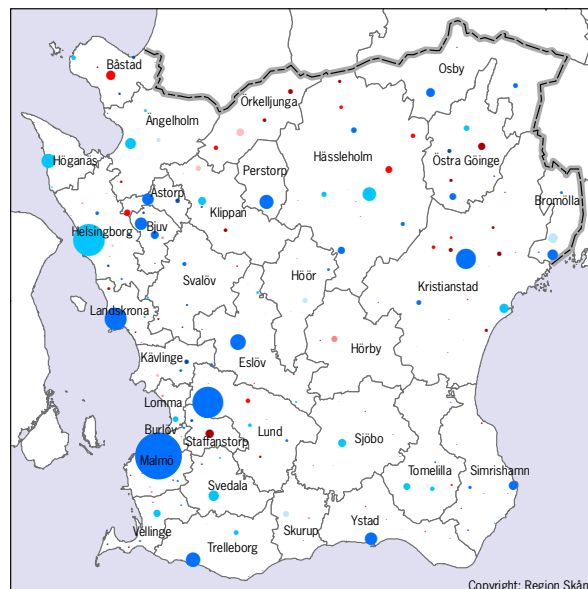 Båstad
Osby
Örkelljunga
Ängelholm
Höganäs
Perstorp
Hässleholm
Östra Göinge
Åstorp
Klippan
Bromölla
Bjuv
Helsingborg
Svalöv
Höör
Kristianstad
Landskrona
Hörby
Kävlinge
Eslöv
Lomma
Burlöv
Staffanstorp
Lund
Sjöbo
Malmö
Tomelilla
Simrishamn
Svedala
Vellinge
Trelleborg
Skurup
Ystad
Copyright: Region Skån